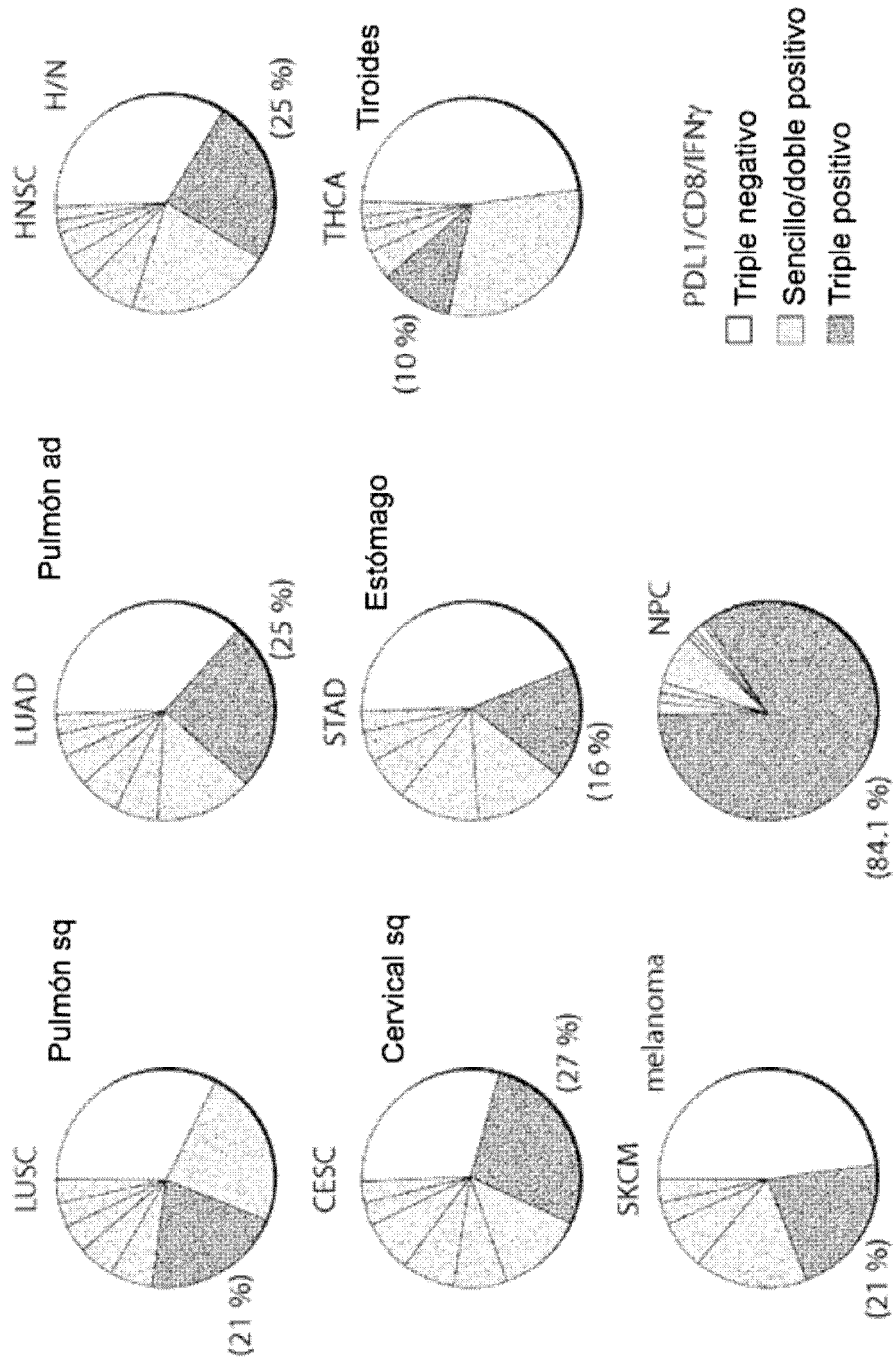 LUSC
Pulmón sq
(21 %)
LUAD
Pulmón ad
(25 %)
HNSC
H/N
(25 %)
CESC
Cervical sq
(27 %)
STAD
Estómago
(16 %)
THCA
Tiroides
(10 %)
SKCM
melanoma
(21 %)
NPC
(84.1 %)
PDL1/CD8/IFNγ
Triple negativo
Sencillo/doble positivo
Triple positivo